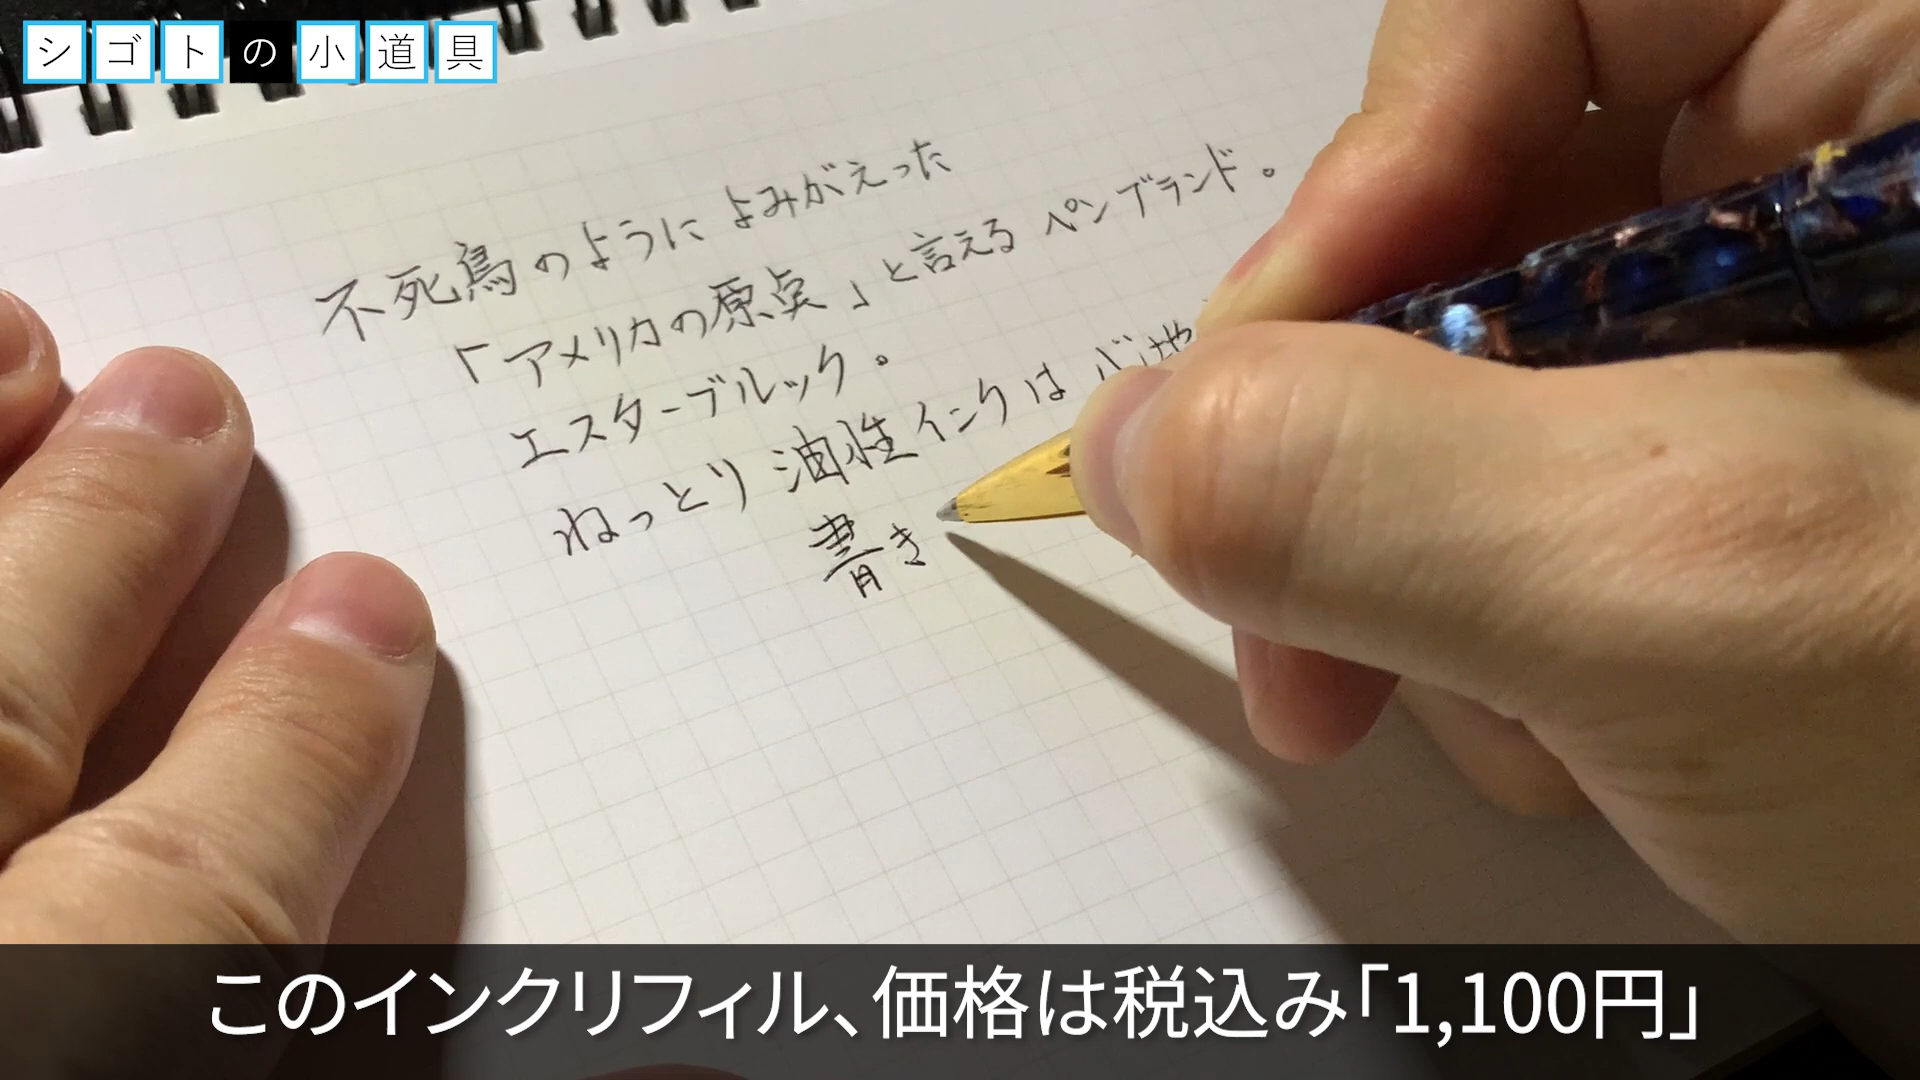 シゴトの小道具
不死鳥のようによみがえった
「アメリカの原点」と言えるペンブランド。
エスターブルック。
ねっとり油性インクは
書き
このインクリフィル、価格は税込み「1,100円」